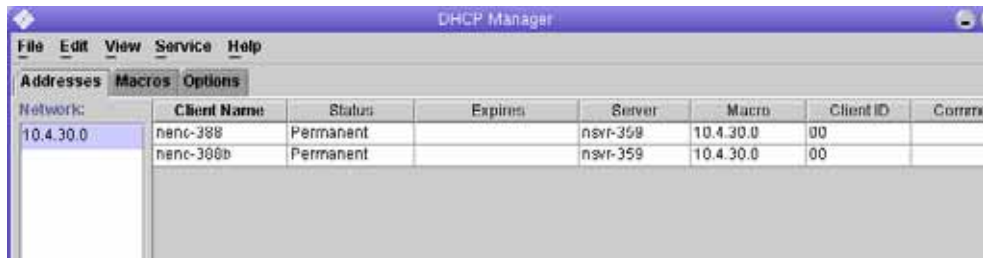 DHCP Manager
File Edit View Service Help
Addresses Macros Options
Network: Client Name Status Expires Server Macro Client ID
10.4.30.0 nenc-388 Permanent nsvr-359 10.4.30.0 00
nenc-388b Permanent nsvr-359 10.4.30.0 00